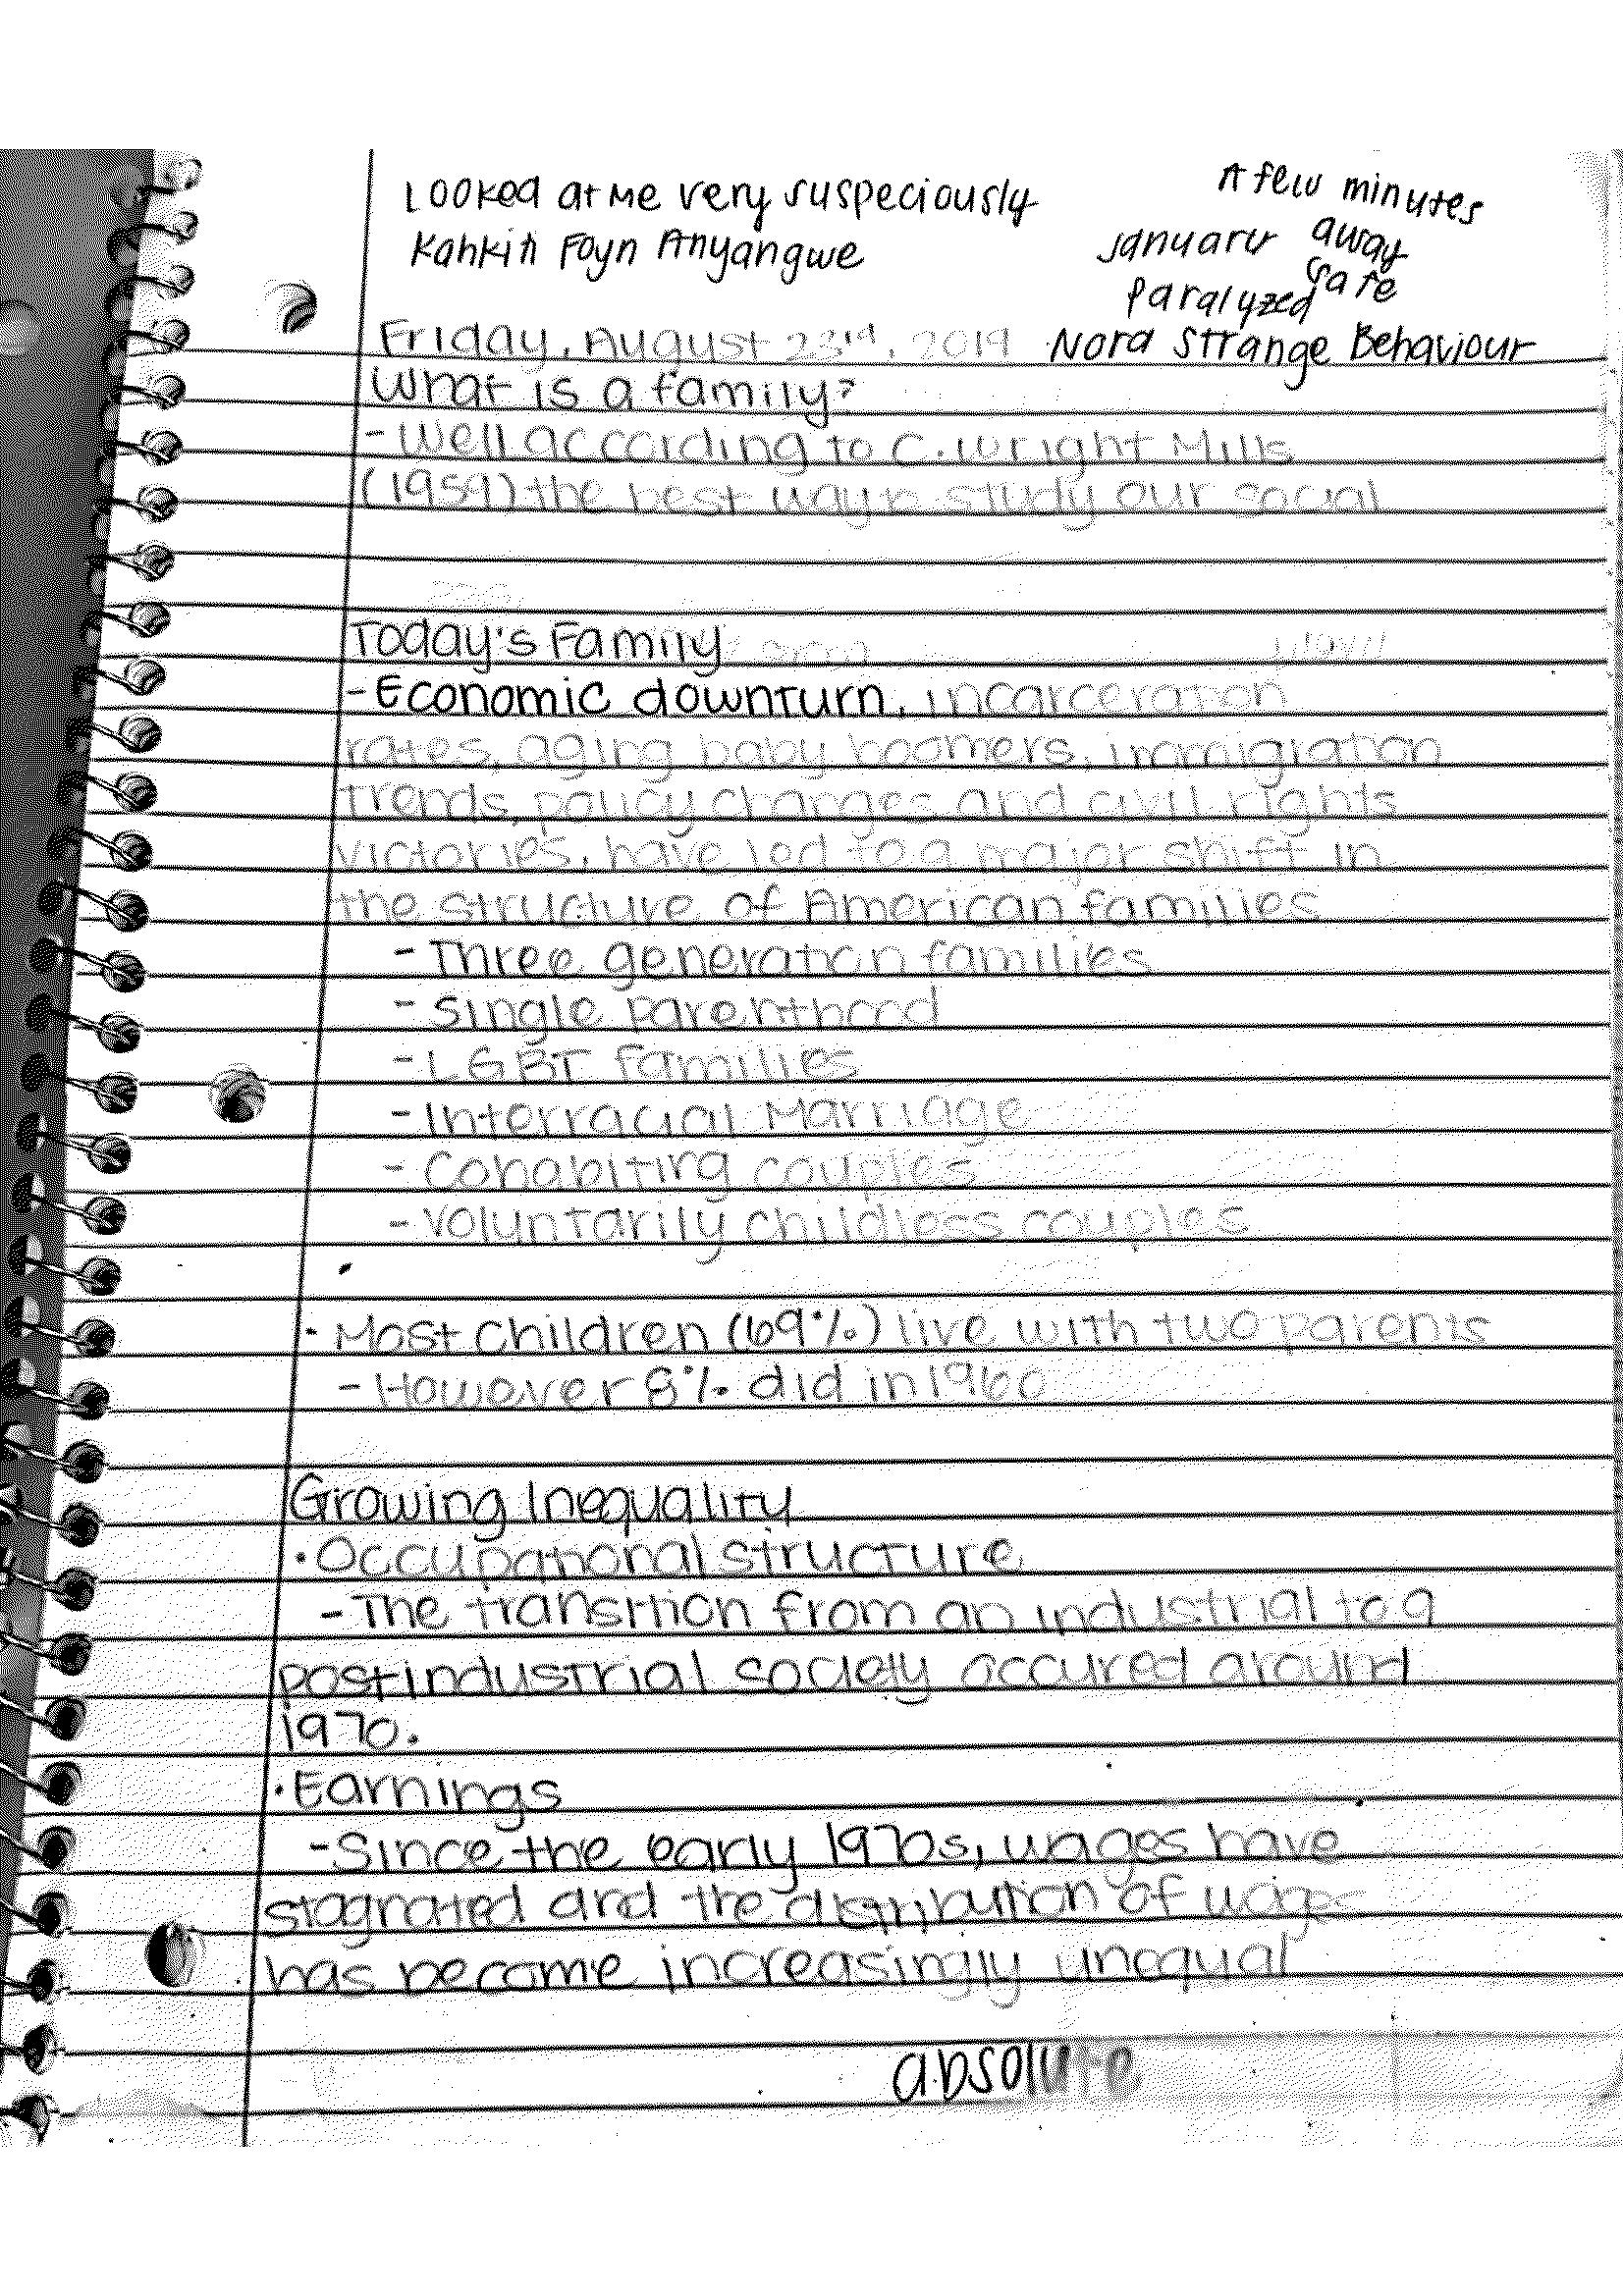 Looked at me very suspeciously
Kahkih Foyn Anyangwe
A few minutes
away
january
safe
paralyzed
Nora Strange Behaviour
Friday, August 23rd, 2019
What is a family?
- Well according to C. Wright Mills
(1959) the best way to study our social
Today's Family
- Economic downturn, incarceration
rates, aging baby boomers, immigration
trends, policy changes and civil rights
victories, have led to a major shift in
the structure of American families
- Three generation families
- Single parenthood
- LGBT families
- Interracial Marriage
- Cohabiting couples
- Voluntarily childless couples
• Most children (69%) live with two parents
- However 8% did in 1960
Growing Inequality
• Occupational structure
- The transition from an industrial to a
postindustrial society occured around
1970.
• Earnings
- Since the early 1970s, wages have
stagnated and the distribution of wages
has become increasingly unequal
absolute